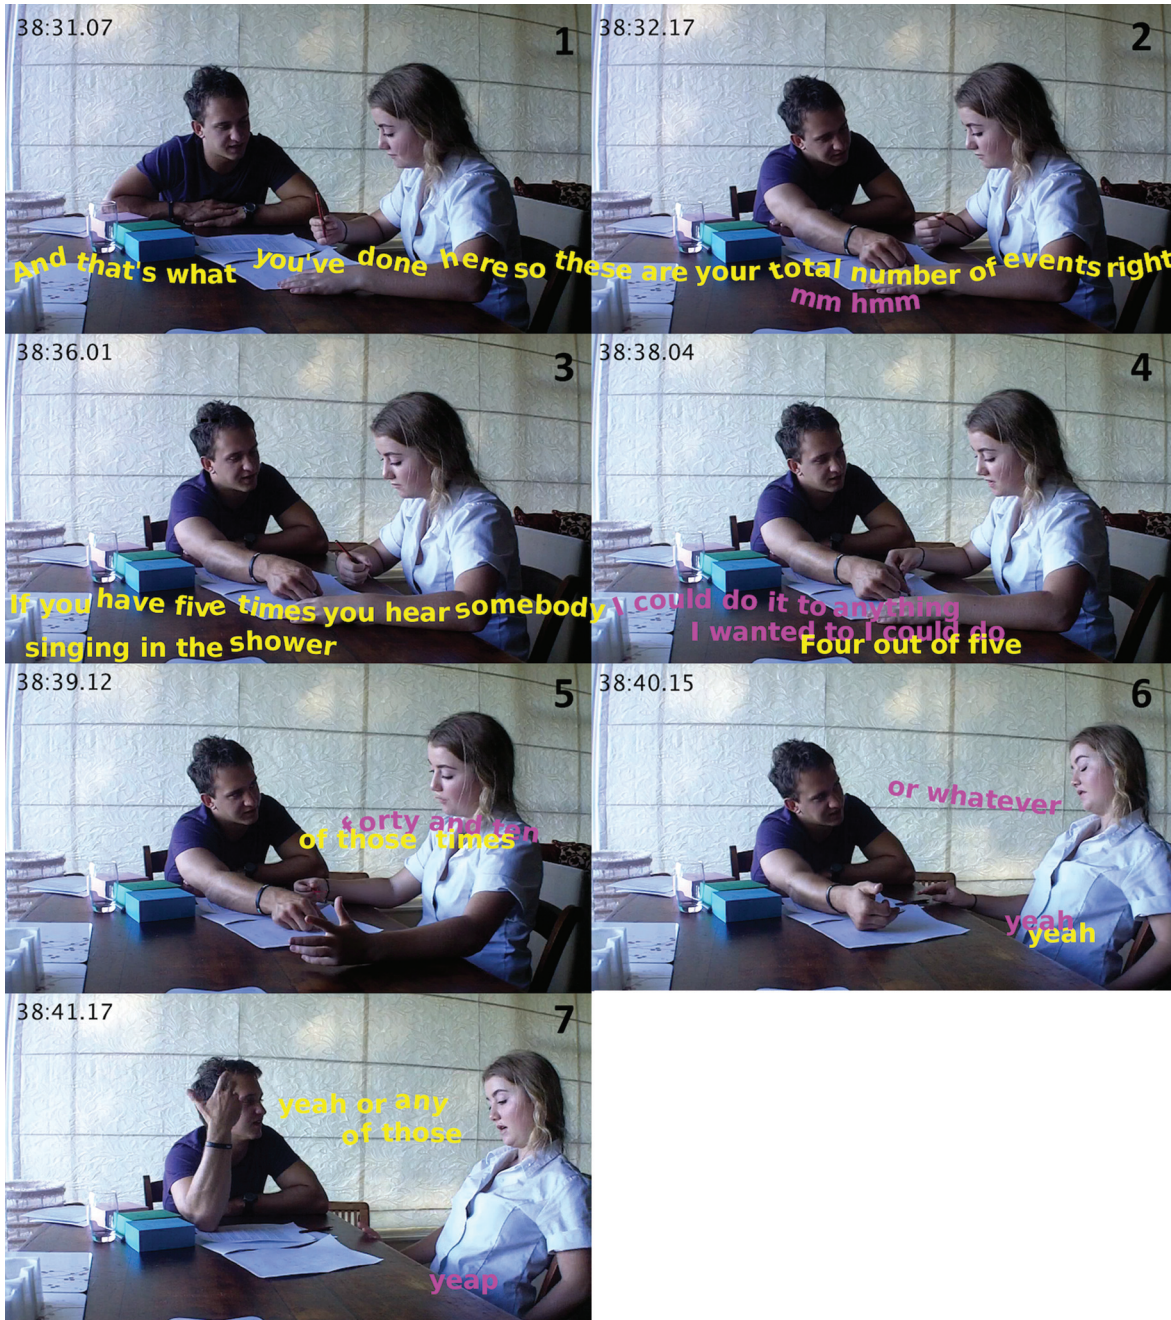 38:31.07
1
And that's what you've done here so these are your total number of events right
38:32.17
2
mm hmm
38:36.01
3
If you have five times you hear somebody
singing in the shower
38:38.04
4
I could do it to anything
I wanted to I could do
Four out of five
38:39.12
5
forty and ten
of those times
38:40.15
6
or whatever
yeah
yeah
38:41.17
7
yeah or any
of those
yeap